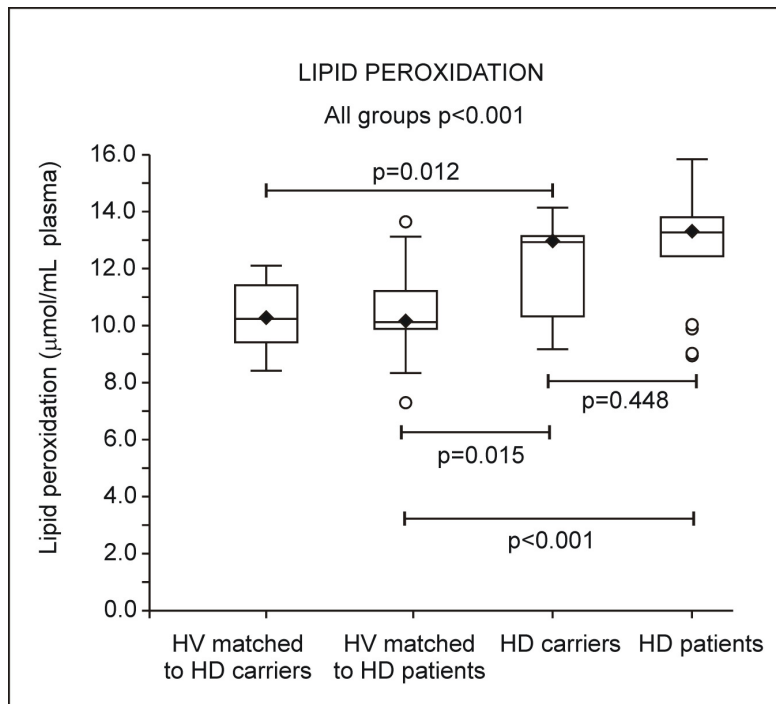 LIPID PEROXIDATION
All groups p<0.001
Lipid peroxidation (μmol/mL plasma)
16.0
14.0
12.0
10.0
8.0
6.0
4.0
2.0
0.0
p=0.012
p=0.448
p=0.015
p<0.001
HV matched
to HD carriers
HV matched
to HD patients
HD carriers
HD patients